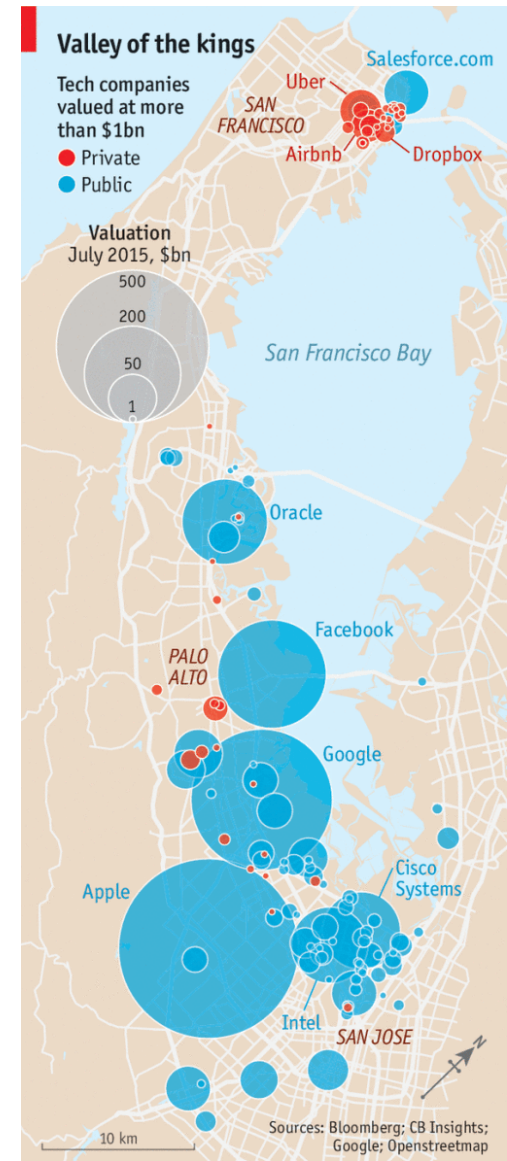 Valley of the kings
Tech companies
valued at more
than $1bn
Private
Public
Valuation
July 2015, $bn
500
200
50
1
Salesforce.com
Uber
SAN
FRANCISCO
Airbnb
Dropbox
San Francisco Bay
Oracle
Facebook
PALO
ALTO
Google
Apple
Cisco
Systems
Intel
SAN JOSE
N
10 km
Sources: Bloomberg; CB Insights;
Google; Openstreetmap